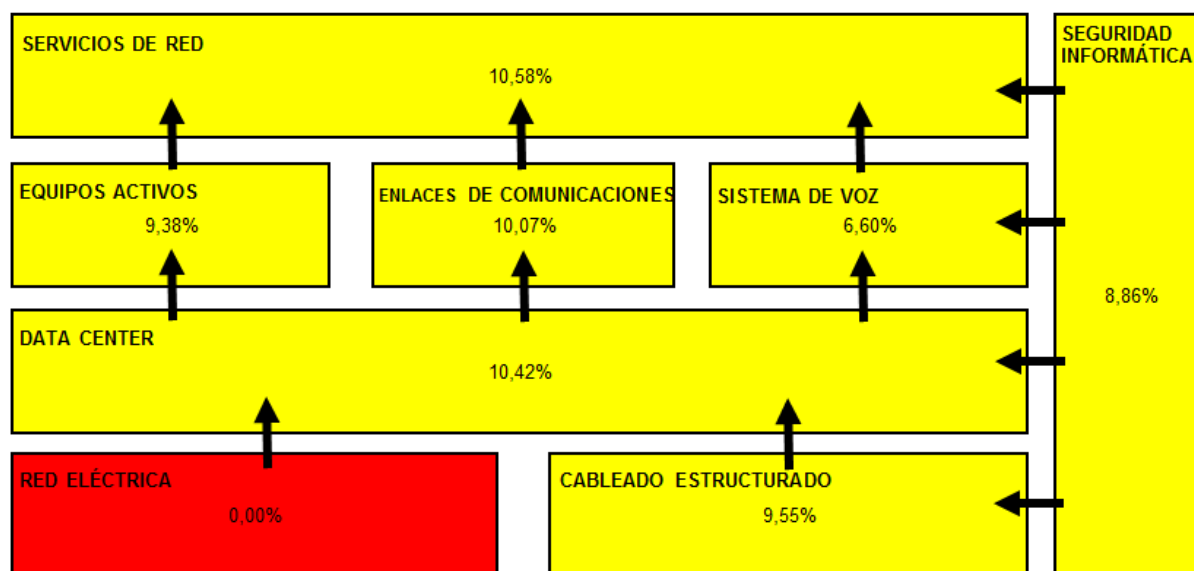 SERVICIOS DE RED
10,58%
SEGURIDAD
INFORMÁTICA
8,86%
EQUIPOS ACTIVOS
9,38%
ENLACES DE COMUNICACIONES
10,07%
SISTEMA DE VOZ
6,60%
DATA CENTER
10,42%
RED ELÉCTRICA
0,00%
CABLEADO ESTRUCTURADO
9,55%